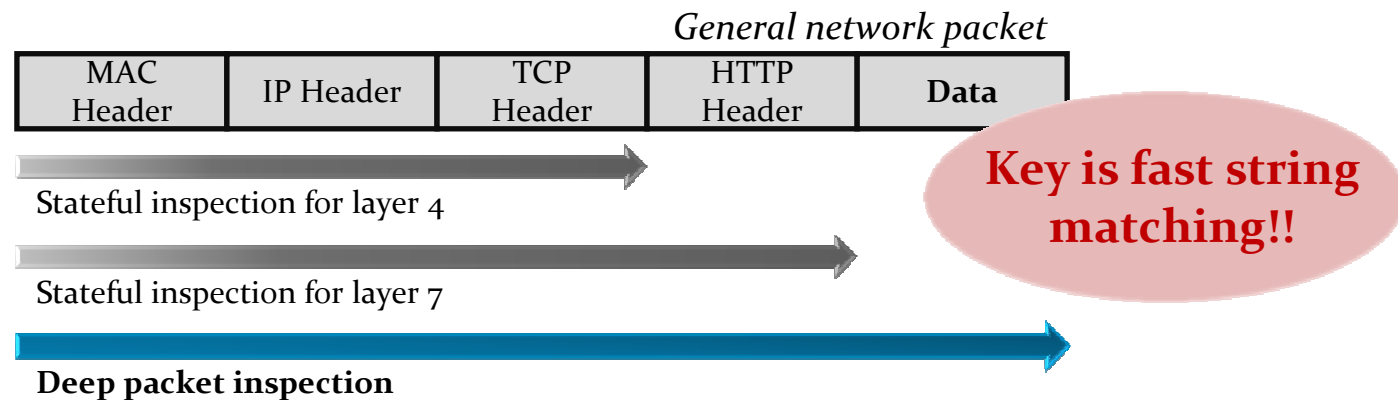 General network packet
MAC
Header
IP Header
TCP
Header
HTTP
Header
Data
Key is fast string
matching!!
Stateful inspection for layer 4
Stateful inspection for layer 7
Deep packet inspection